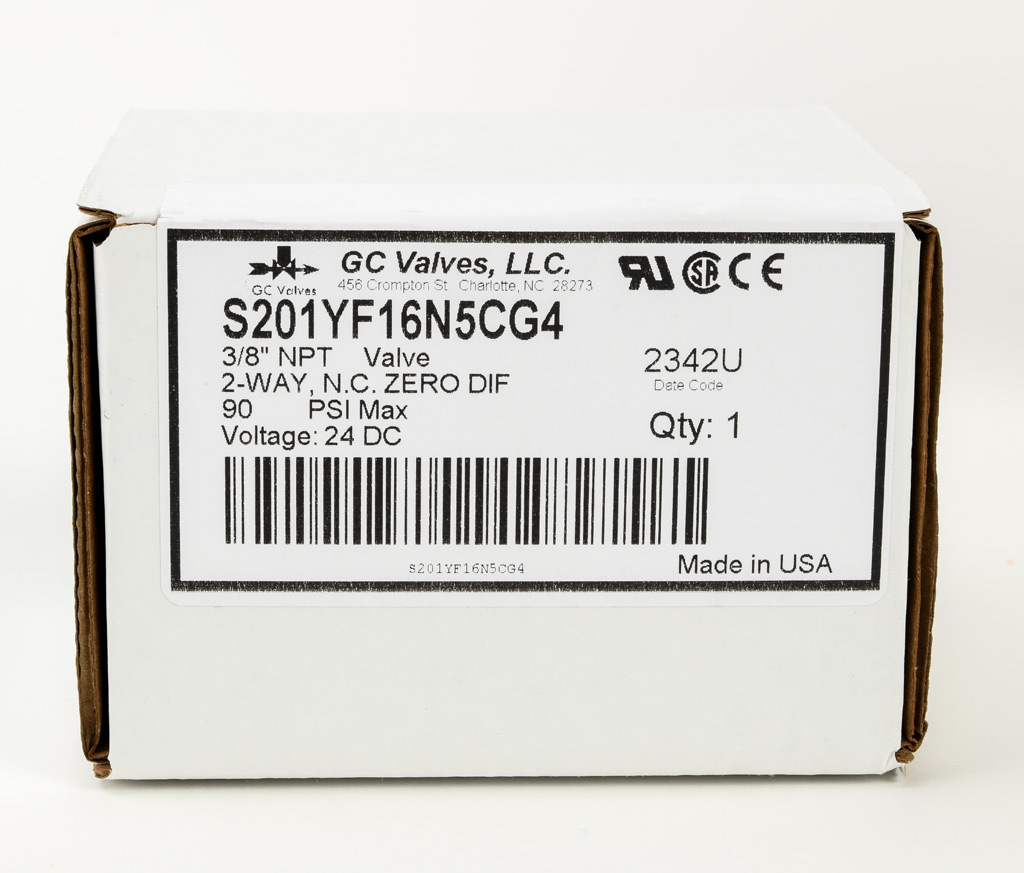 GC Valves
GC Valves, LLC.
456 Crompton St. Charlotte, NC 28273
S201YF16N5CG4
3/8" NPT Valve
2-WAY, N.C. ZERO DIF
90 PSI Max
Voltage: 24 DC
2342U
Date Code
Qty: 1
S201YF16N5CG4
Made in USA